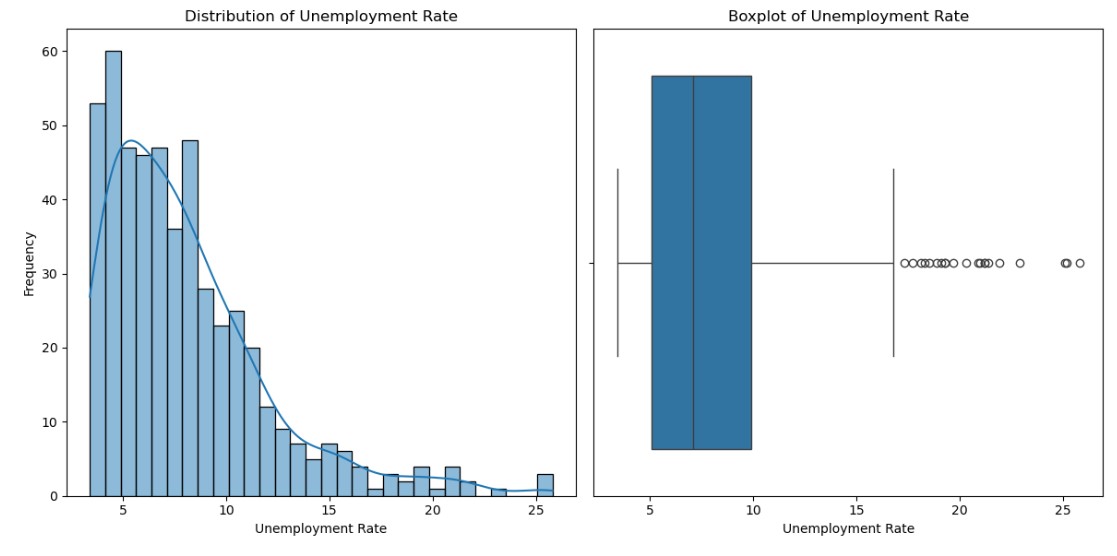 Distribution of Unemployment Rate
Frequency
60
50
40
30
20
10
0
5 10 15 20 25
Unemployment Rate
Boxplot of Unemployment Rate
5 10 15 20 25
Unemployment Rate